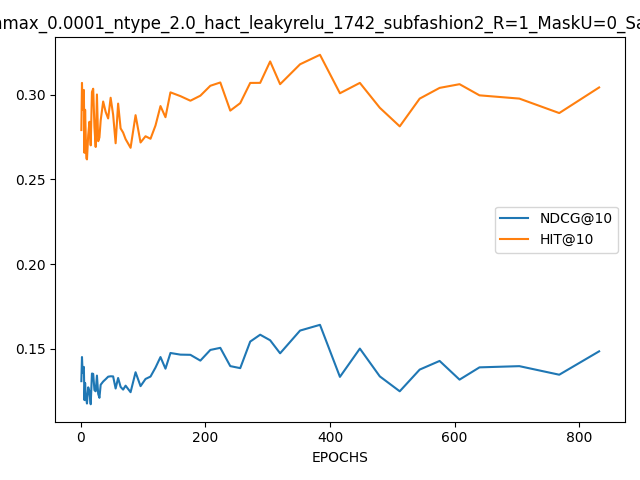 max_0.0001_ntype_2.0_hact_leakyrelu_1742_subfashion2_R=1_MaskU=0_Sa
0.30
0.25
0.20
0.15
NDCG@10
HIT@10
0 200 400 600 800
EPOCHS